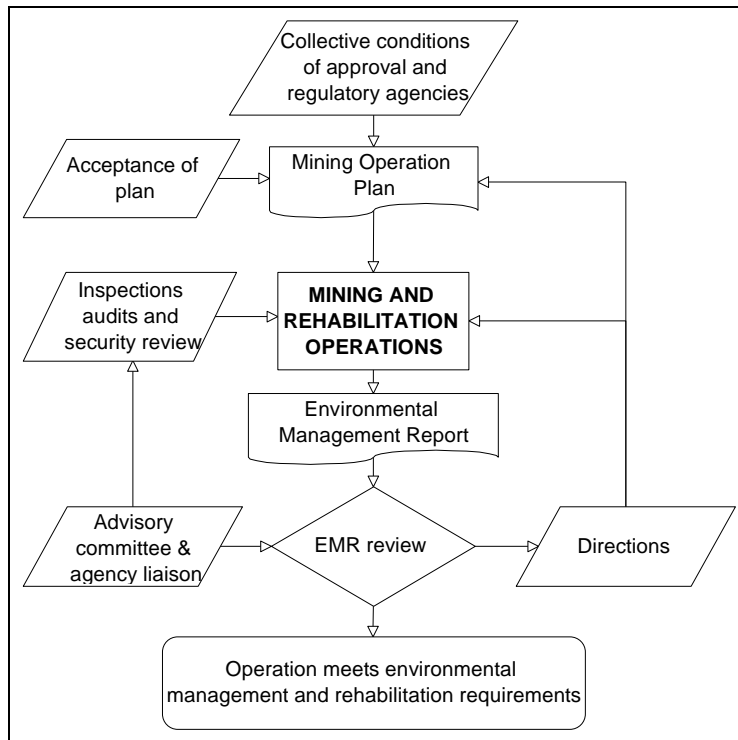 Collective conditions
of approval and
regulatory agencies
Acceptance of
plan
Mining Operation
Plan
Inspections
audits and
security review
MINING AND
REHABILITATION
OPERATIONS
Environmental
Management Report
Advisory
committee &
agency liaison
EMR review
Directions
Operation meets environmental
management and rehabilitation requirements